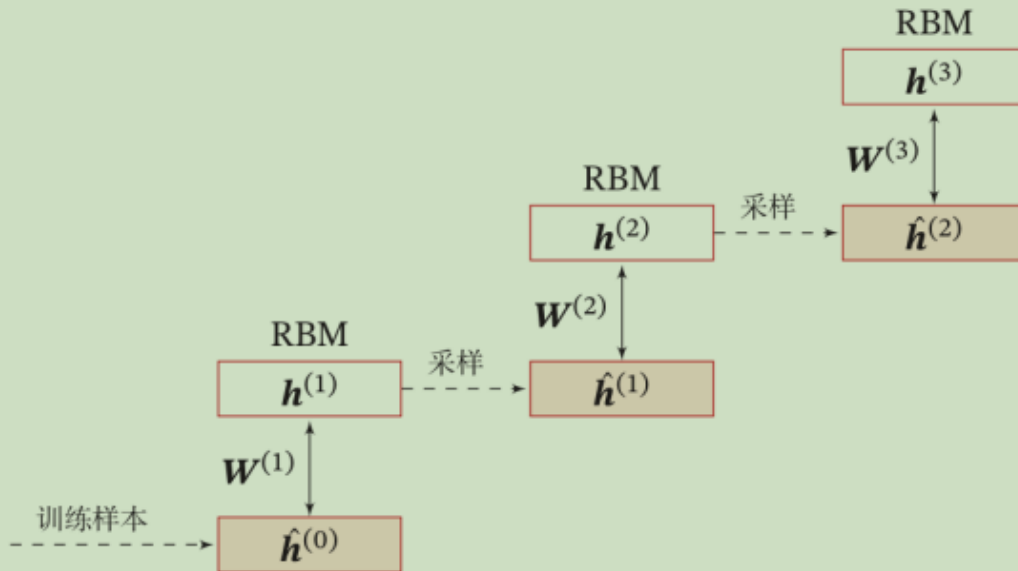 RBM
h^(3)
W^(3)
RBM
采样
h^(2)
ĥ^(2)
W^(2)
RBM
采样
h^(1)
ĥ^(1)
W^(1)
训练样本
ĥ^(0)